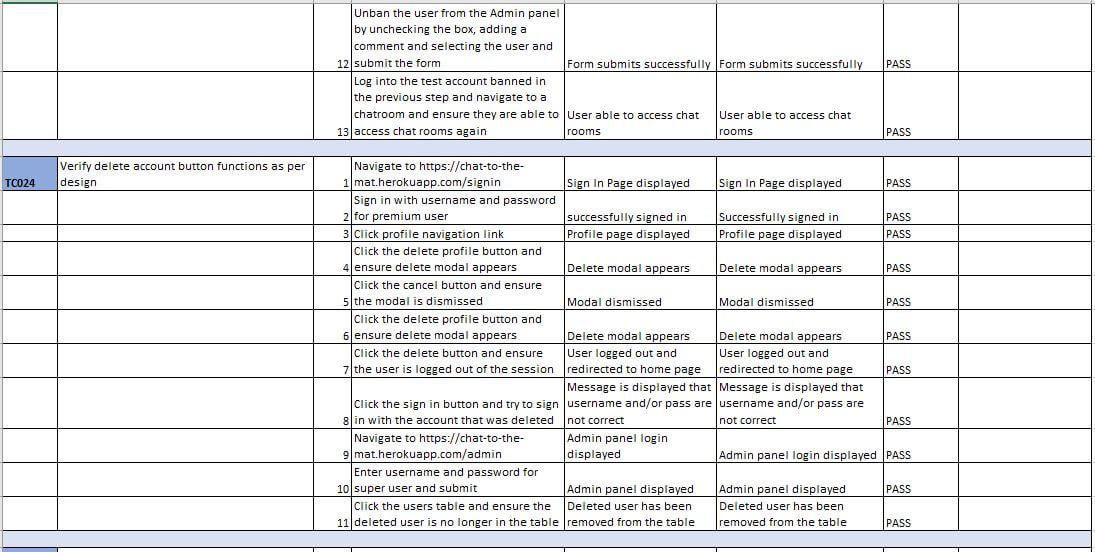 Unban the user from the Admin panel
by unchecking the box, adding a
comment and selecting the user and
12 submit the form Form submits successfully Form submits successfully PASS
Log into the test account banned in
the previous step and navigate to a
chatroom and ensure they are able to User able to access chat User able to access chat
13 access chat rooms again rooms rooms PASS
Verify delete account button functions as per Navigate to https://chat-to-the-
TC024 design 1 mat.herokuapp.com/signin Sign In Page displayed Sign In Page displayed PASS
Sign in with username and password
2 for premium user successfully signed in Successfully signed in PASS
3 Click profile navigation link Profile page displayed Profile page displayed PASS
Click the delete profile button and
4 ensure delete modal appears Delete modal appears Delete modal appears PASS
Click the cancel button and ensure
5 the modal is dismissed Modal dismissed Modal dismissed PASS
Click the delete profile button and
6 ensure delete modal appears Delete modal appears Delete modal appears PASS
Click the delete button and ensure User logged out and User logged out and
7 the user is logged out of the session redirected to home page redirected to home page PASS
Message is displayed that Message is displayed that
Click the sign in button and try to sign username and/or pass are username and/or pass are
8 in with the account that was deleted not correct not correct PASS
Navigate to https://chat-to-the- Admin panel login
9 mat.herokuapp.com/admin displayed Admin panel login displayed PASS
Enter username and password for
10 super user and submit Admin panel displayed Admin panel displayed PASS
Click the users table and ensure the Deleted user has been Deleted user has been
11 deleted user is no longer in the table removed from the table removed from the table PASS